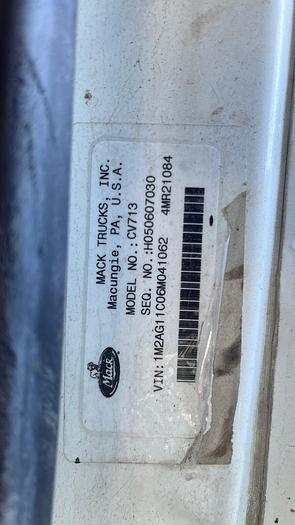 MACK TRUCKS, INC.
Macungie, PA, U.S.A.
MODEL NO.: CV713
SEQ. NO.:H050607030
4MR21084
VIN:1M2AG11C06M041062
Mack